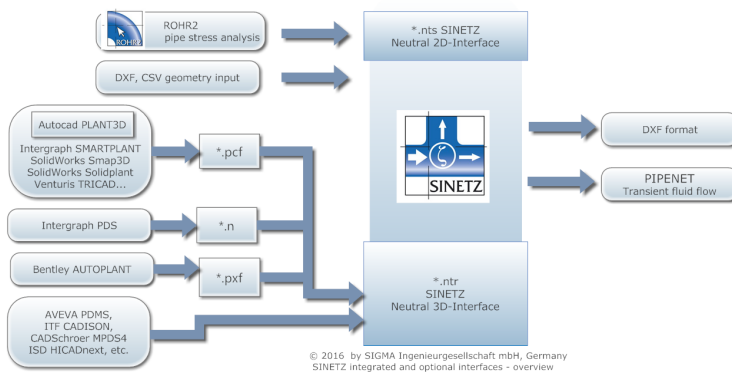 ROHR2
ROHR2
pipe stress analysis
DXF, CSV geometry input
Autocad PLANT3D
Intergraph SMARTPLANT
SolidWorks Smap3D
SolidWorks Solidplant
Venturis TRICAD...
*.pcf
Intergraph PDS
*.n
Bentley AUTOPLANT
*.pxf
AVEVA PDMS,
ITF CADISON,
CADSchroer MPDS4
ISD HICADnext, etc.
*.nts SINETZ
Neutral 2D-Interface
ζ
SINETZ
*.ntr
SINETZ
Neutral 3D-Interface
DXF format
PIPENET
Transient fluid flow
© 2016 by SIGMA Ingenieurgesellschaft mbH, Germany
SINETZ integrated and optional interfaces - overview